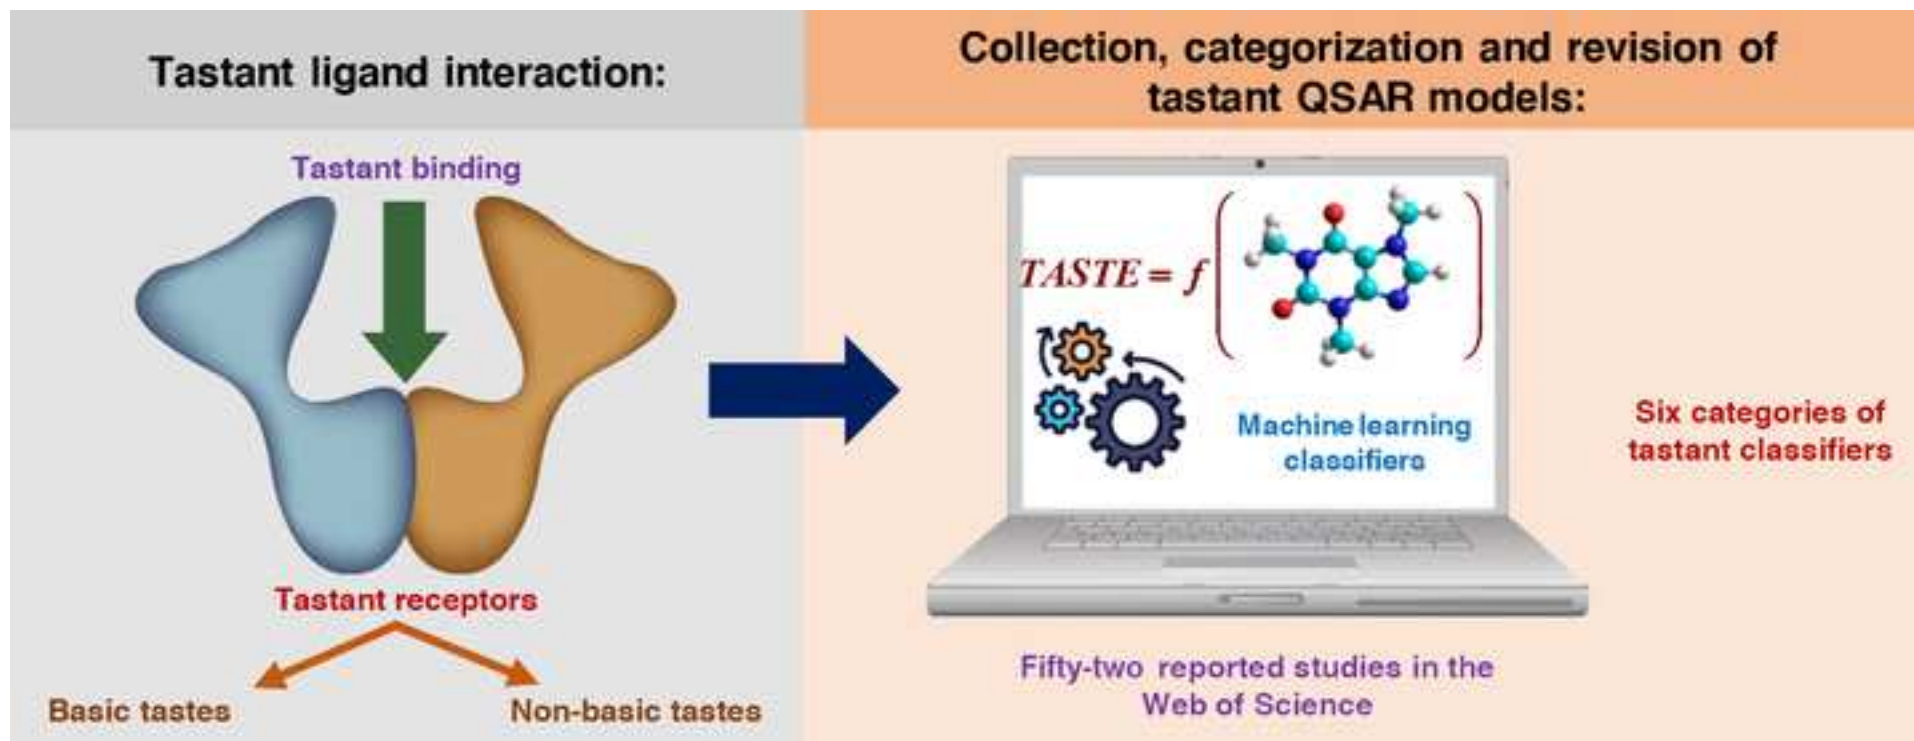 Tastant ligand interaction:
Tastant binding
Tastant receptors
Basic tastes
Non-basic tastes
Collection, categorization and revision of
tastant QSAR models:
TASTE = f
Machine learning
classifiers
Six categories of
tastant classifiers
Fifty-two reported studies in the
Web of Science